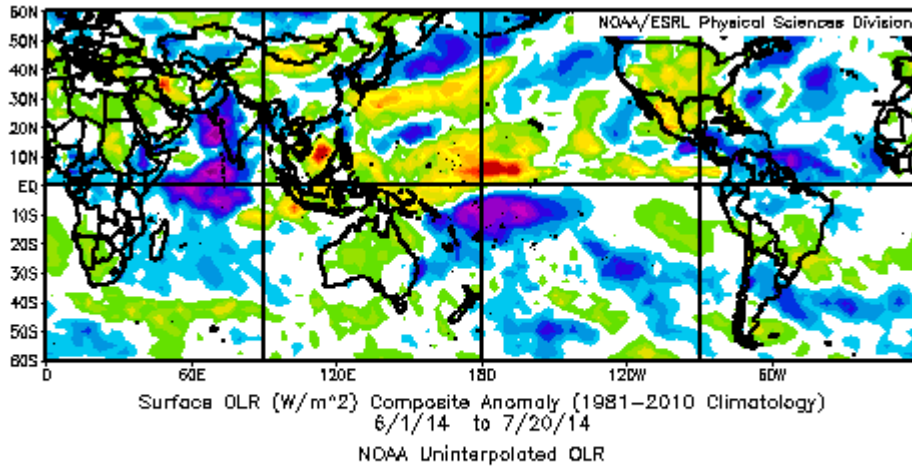 NOAA/ESRL Physical Sciences Division
60N
50N
40N
30N
20N
10N
EQ
10S
20S
30S
40S
50S
60S
0 60E 120E 180 120W 60W
Surface OLR (W/m^2) Composite Anomaly (1981-2010 Climatology)
6/1/14 to 7/20/14
NOAA Uninterpolated OLR